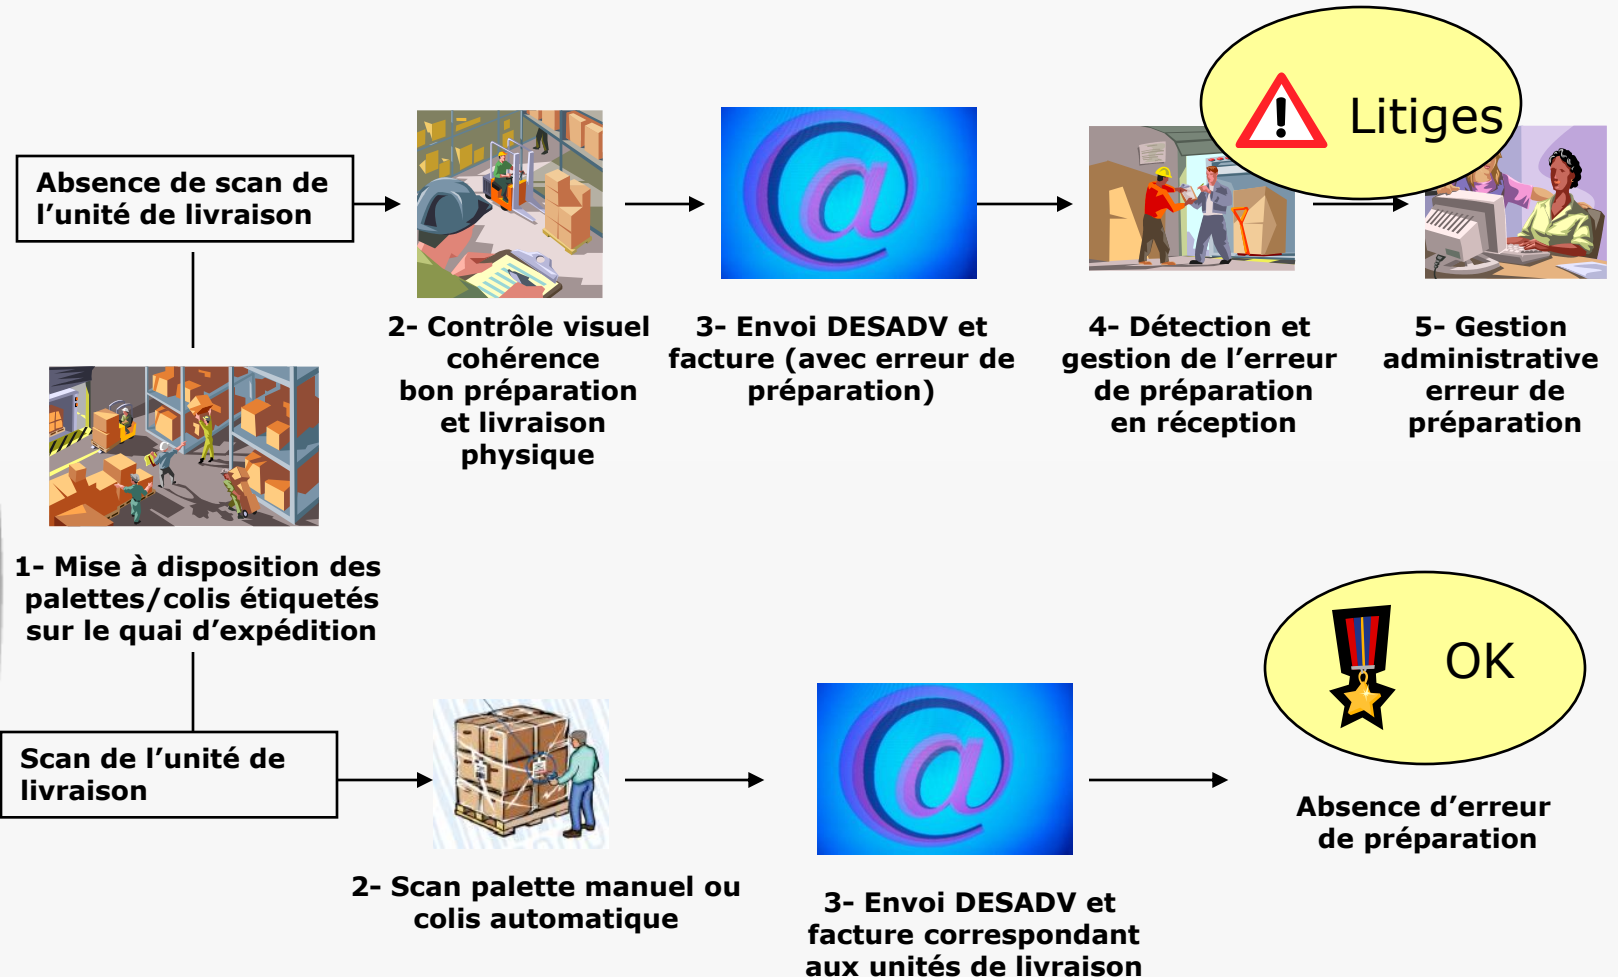 Litiges
Absence de scan de
l’unité de livraison
2- Contrôle visuel
cohérence
bon préparation
et livraison
physique
3- Envoi DESADV et
facture (avec erreur de
préparation)
4- Détection et
gestion de l’erreur
de préparation
en réception
5- Gestion
administrative
erreur de
préparation
1- Mise à disposition des
palettes/colis étiquetés
sur le quai d’expédition
OK
Scan de l’unité de
livraison
Absence d’erreur
de préparation
2- Scan palette manuel ou
colis automatique
3- Envoi DESADV et
facture correspondant
aux unités de livraison